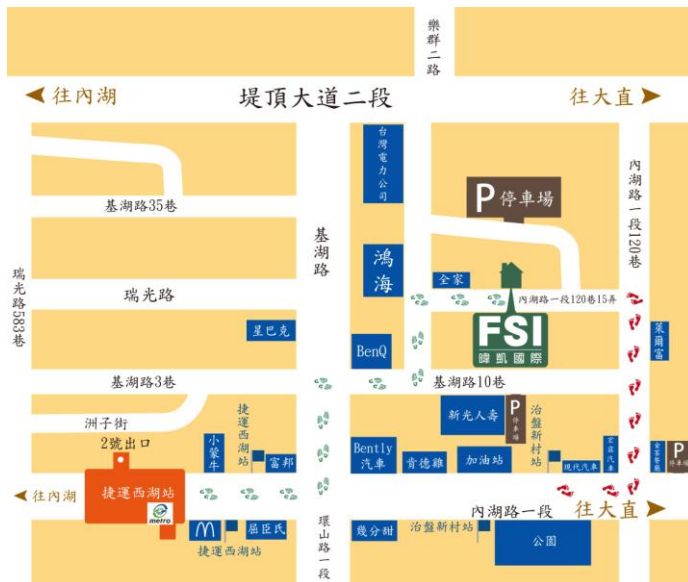 樂群二路
往內湖
堤頂大道二段
往大直
台灣電力公司
內湖路一段120巷
P停車場
基湖路35巷
基湖路
鴻海
全家
瑞光路583巷
瑞光路
內湖路一段120巷15弄
FSI
暐凱國際
星巴克
BenQ
萊爾富
基湖路3巷
基湖路10巷
洲子街
捷運西湖站
新光人壽
P停車場
治盤新村站
2號出口
小蒙牛
富邦
Bently
汽車
肯德雞
加油站
現代汽車
P停車場
往內湖
捷運西湖站
metro
內湖路一段
往大直
屈臣氏
捷運西湖站
環山路一段
幾分甜
治盤新村站
公園